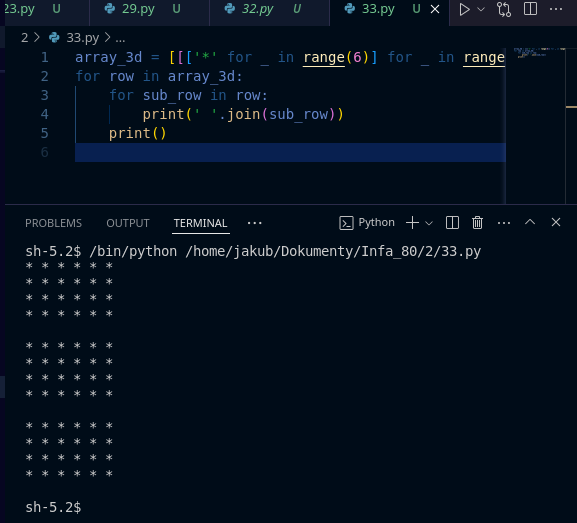 23.py U 29.py U 32.py U 33.py U
2 > 33.py > ...
1 array_3d = [[['*' for _ in range(6)] for _ in range
2 for row in array_3d:
3 for sub_row in row:
4 print(' '.join(sub_row))
5 print()
6
PROBLEMS OUTPUT TERMINAL ... Python
sh-5.2$ /bin/python /home/jakub/Dokumenty/Infa_80/2/33.py
* * * * * *
* * * * * *
* * * * * *
* * * * * *
* * * * * *
* * * * * *
* * * * * *
* * * * * *
* * * * * *
* * * * * *
* * * * * *
* * * * * *
sh-5.2$